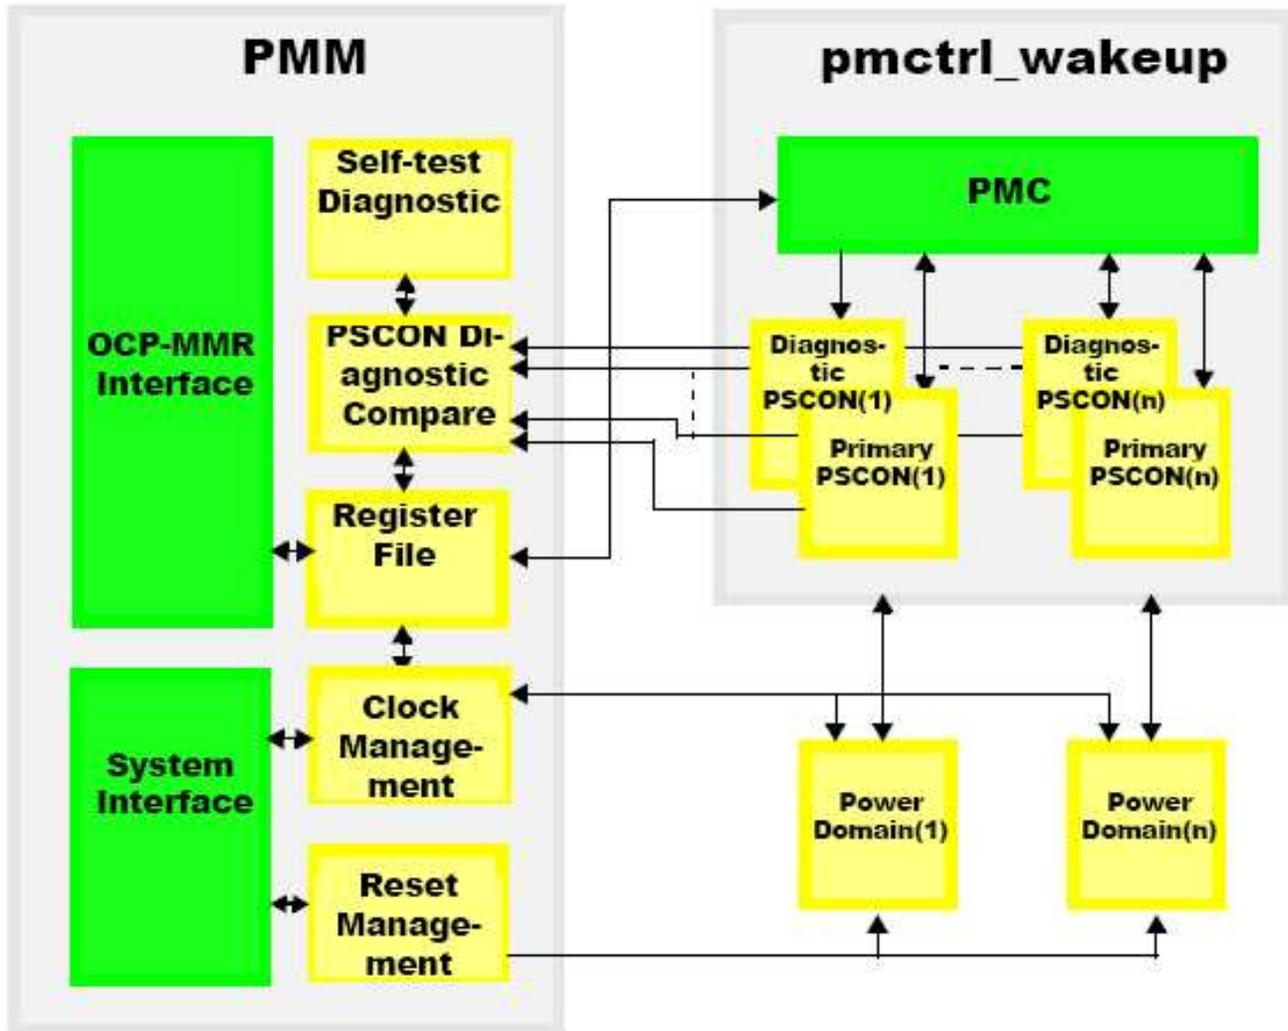 PMM
OCP-MMR
Interface
System
Interface
Self-test
Diagnostic
PSCON Di-
agnostic
Compare
Register
File
Clock
Manage-
ment
Reset
Manage-
ment
pmctrl_wakeup
PMC
Diagnos-
tic
PSCON(1)
Primary
PSCON(1)
Diagnos-
tic
PSCON(n)
Primary
PSCON(n)
Power
Domain(1)
Power
Domain(n)